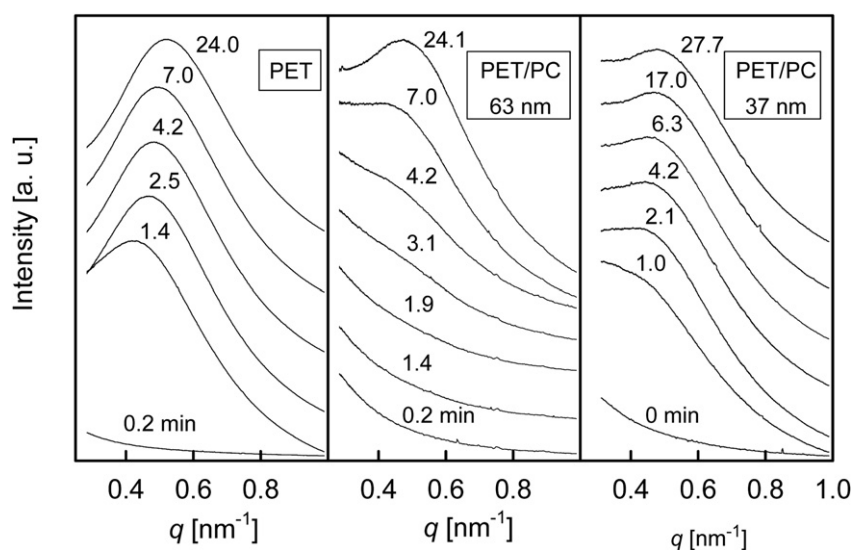 Intensity [a. u.]
PET
24.0
7.0
4.2
2.5
1.4
0.2 min
0.4 0.6 0.8
q [nm⁻¹]
PET/PC
63 nm
24.1
7.0
4.2
3.1
1.9
1.4
0.2 min
0.4 0.6 0.8
q [nm⁻¹]
PET/PC
37 nm
27.7
17.0
6.3
4.2
2.1
1.0
0 min
0.4 0.6 0.8 1.0
q [nm⁻¹]